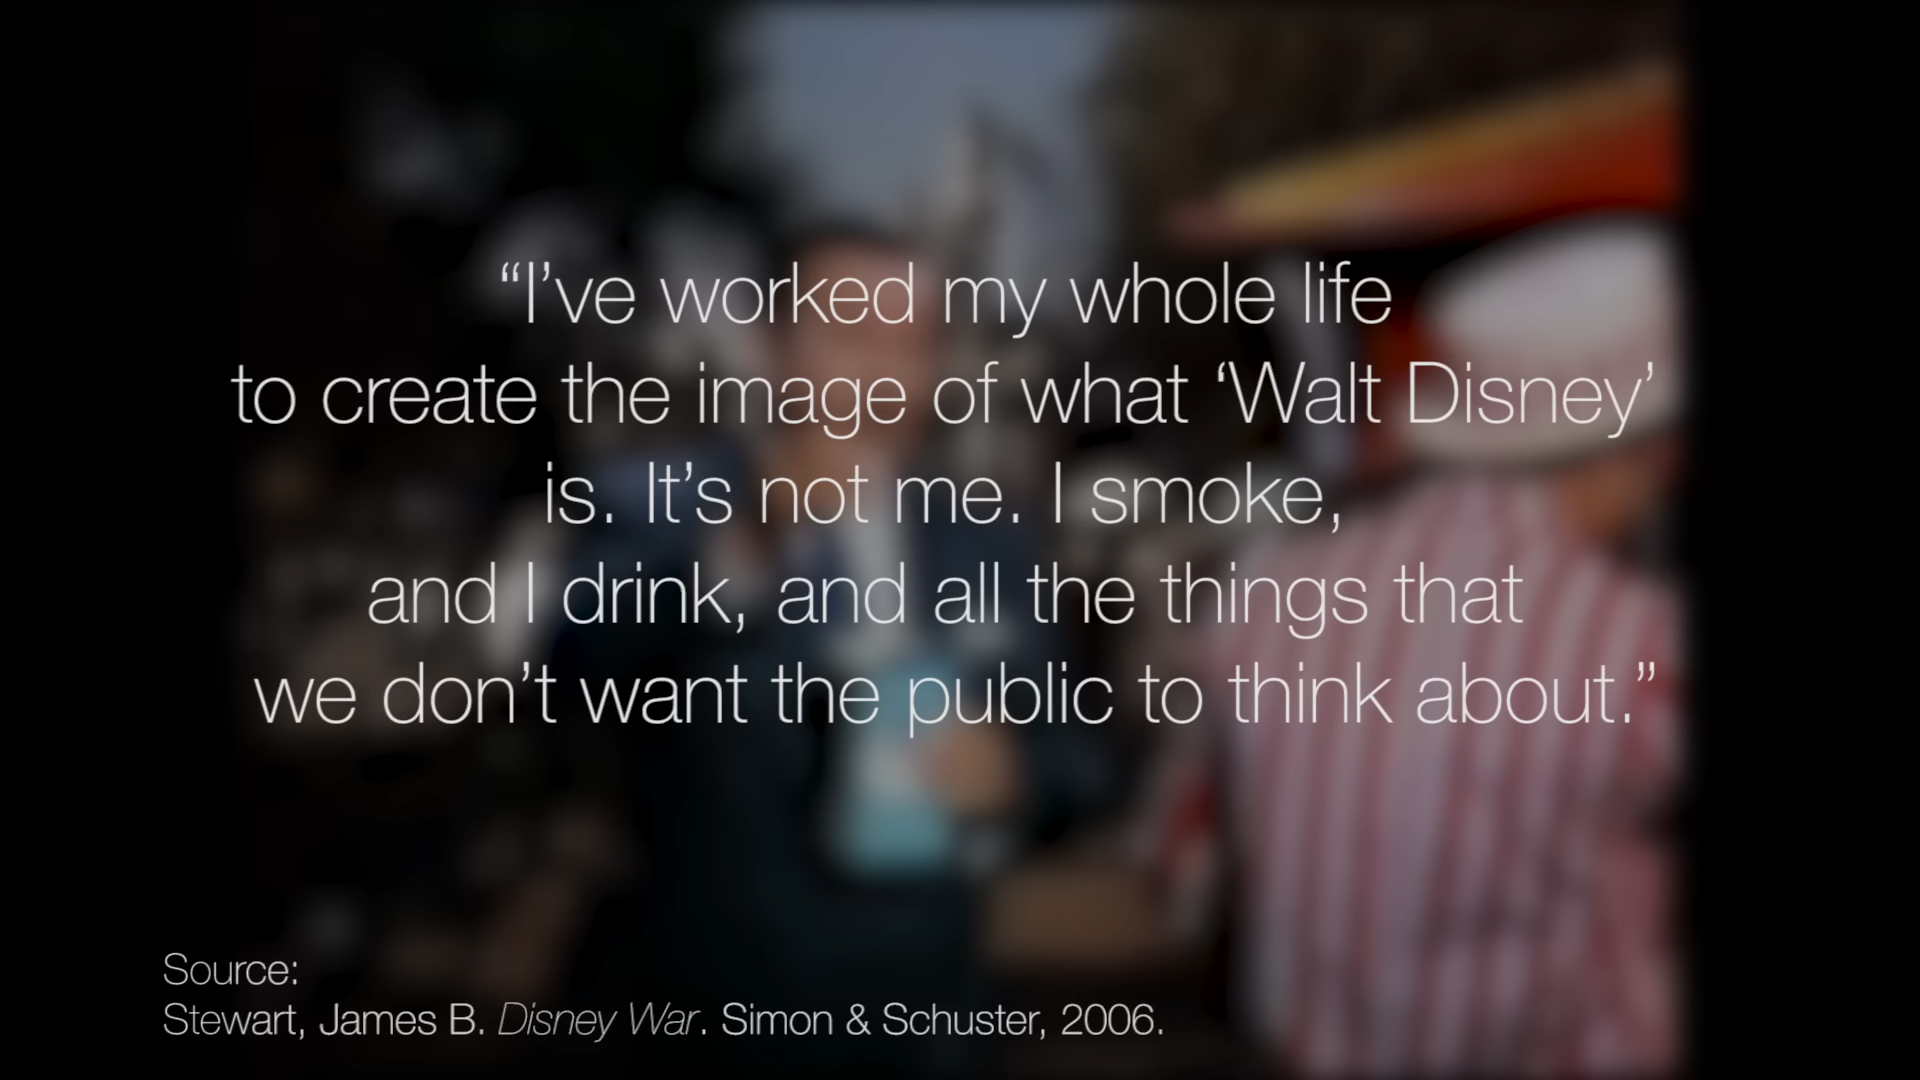 “I’ve worked my whole life
to create the image of what ‘Walt Disney’
is. It’s not me. I smoke,
and I drink, and all the things that
we don’t want the public to think about.”
Source:
Stewart, James B. Disney War. Simon & Schuster, 2006.